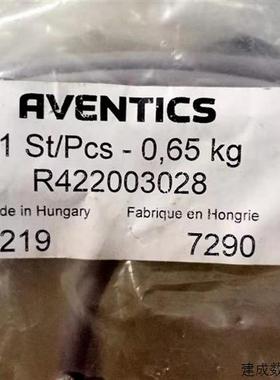 AVENTICS
1 St/Pcs - 0,65 kg
R422003028
de in Hungary Fabrique en Hongrie
219 7290